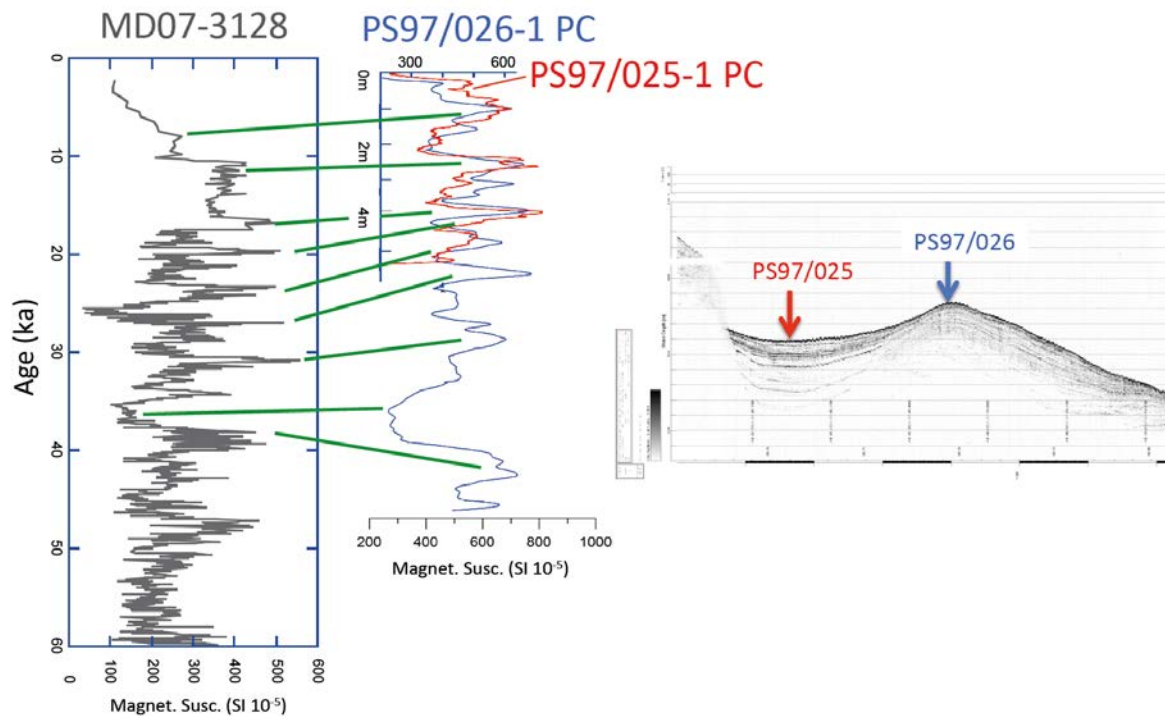 MD07-3128
PS97/026-1 PC
PS97/025-1 PC
300
600
0m
2m
4m
0
10
20
30
40
50
60
Age (ka)
0
100
200
300
400
500
600
Magnet. Susc. (SI 10⁻⁵)
200
400
600
800
1000
Magnet. Susc. (SI 10⁻⁵)
PS97/025
PS97/026